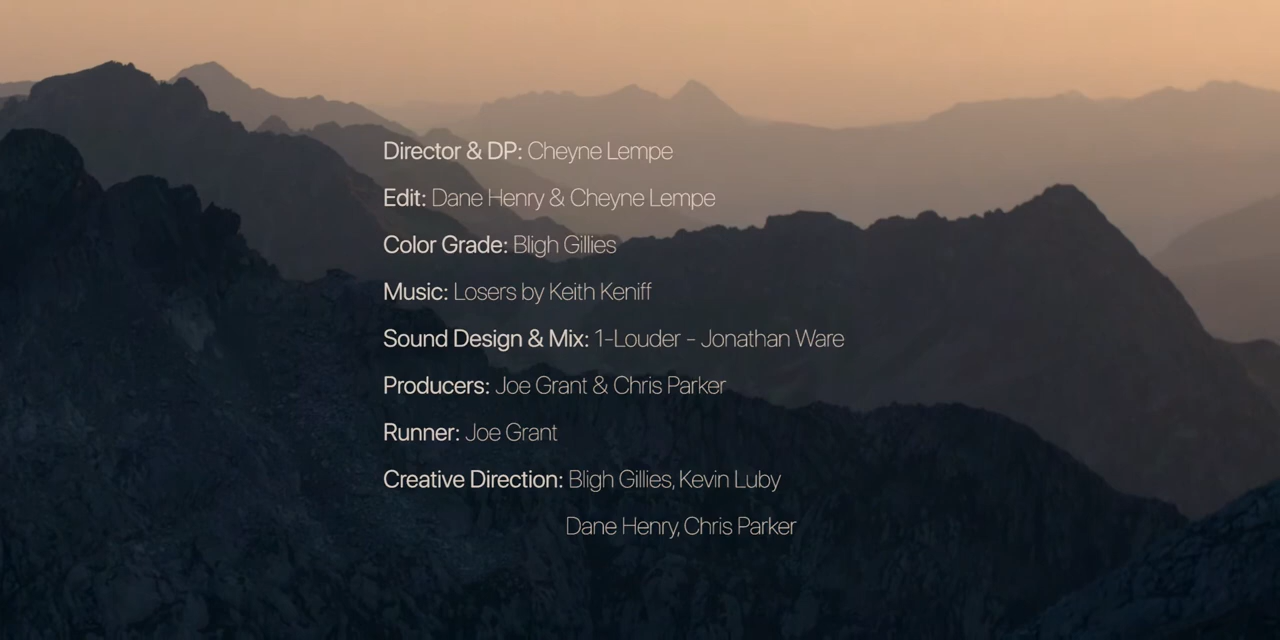 Director & DP: Cheyne Lempe
Edit: Dane Henry & Cheyne Lempe
Color Grade: Bligh Gillies
Music: Losers by Keith Keniff
Sound Design & Mix: 1-Louder - Jonathan Ware
Producers: Joe Grant & Chris Parker
Runner: Joe Grant
Creative Direction: Bligh Gillies, Kevin Luby
Dane Henry, Chris Parker